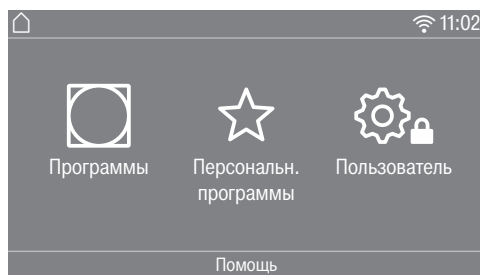 11:02
Программы
Персональн.
программы
Пользователь
Помощь